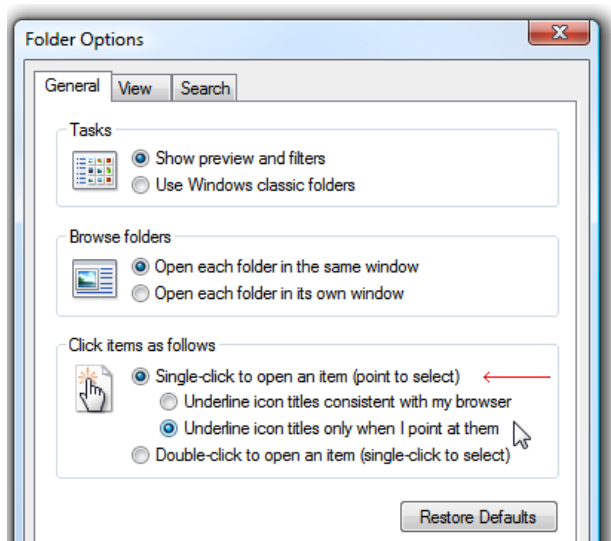 Folder Options
General View Search
Tasks
Show preview and filters
Use Windows classic folders
Browse folders
Open each folder in the same window
Open each folder in its own window
Click items as follows
Single-click to open an item (point to select)
Underline icon titles consistent with my browser
Underline icon titles only when I point at them
Double-click to open an item (single-click to select)
Restore Defaults